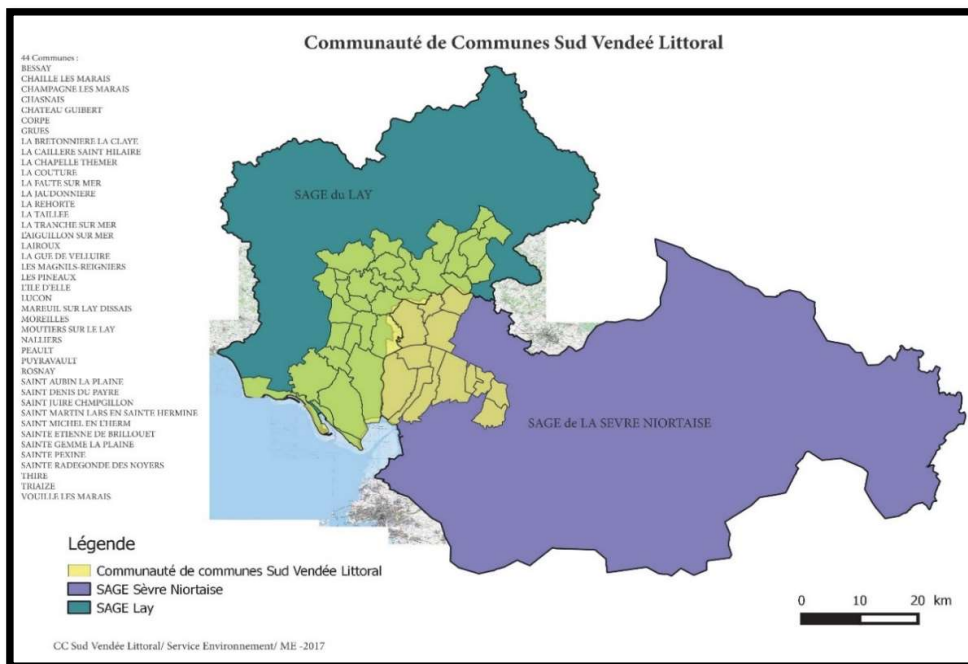 Communauté de Communes Sud Vendeé Littoral
44 Communes :
BESSAY
CHAILLE LES MARAIS
CHAMPAGNE LES MARAIS
CHASNAIS
CHATEAU GUIBERT
CORPE
GRUES
LA BRETONNIERE LA CLAYE
LA CAILLERE SAINT HILAIRE
LA CHAPELLE THEMER
LA COUTURE
LA FAUTE SUR MER
LA JAUDONNIERE
LA REHORTE
LA TAILLEE
LA TRANCHE SUR MER
L'AIGUILLON SUR MER
LAIROUX
LA GUE DE VELLUIRE
LES MAGNILS-REIGNIERS
LES PINEAUX
L'ILE D'ELLE
LUCON
MAREUIL SUR LAY DISSAIS
MOREILLES
MOUTIERS SUR LE LAY
NALLIERS
PEAULT
PUYRAVAULT
ROSNAY
SAINT AUBIN LA PLAINE
SAINT DENIS DU PAYRE
SAINT JUIRE CHMPGILLON
SAINT MARTIN LARS EN SAINTE HERMINE
SAINT MICHEL EN L'HERM
SAINTE ETIENNE DE BRILLOUET
SAINTE GEMME LA PLAINE
SAINTE PEXINE
SAINTE RADEGONDE DES NOYERS
THIRE
TRIAIZE
VOUILLE LES MARAIS
SAGE du LAY
SAGE de LA SEVRE NIORTAISE
Légende
Communauté de communes Sud Vendée Littoral
SAGE Sèvre Niortaise
SAGE Lay
0 10 20 km
CC Sud Vendée Littoral/ Service Environnement/ ME -2017